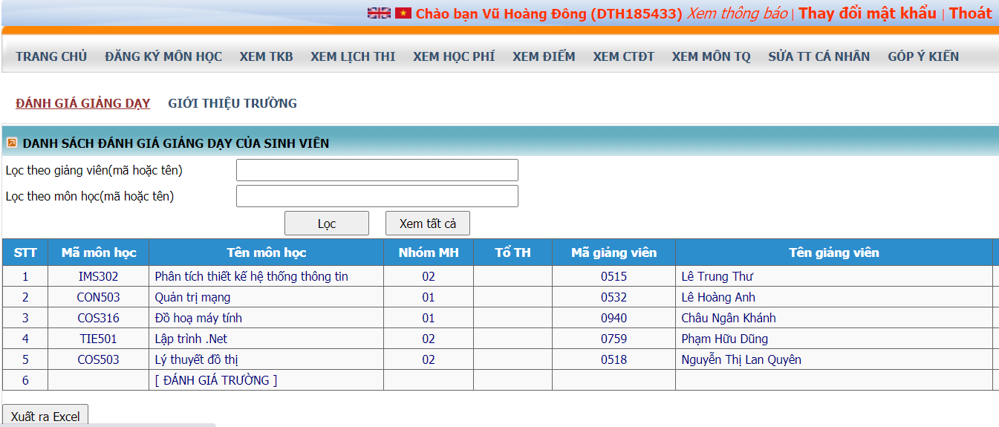 Chào bạn Vũ Hoàng Đông (DTH185433) Xem thông báo | Thay đổi mật khẩu | Thoát
TRANG CHỦ ĐĂNG KÝ MÔN HỌC XEM TKB XEM LỊCH THI XEM HỌC PHÍ XEM ĐIỂM XEM CTĐT XEM MÔN TQ SỬA TT CÁ NHÂN GÓP Ý KIẾN
ĐÁNH GIÁ GIẢNG DẠY GIỚI THIỆU TRƯỜNG
DANH SÁCH ĐÁNH GIÁ GIẢNG DẠY CỦA SINH VIÊN
Lọc theo giảng viên(mã hoặc tên)
Lọc theo môn học(mã hoặc tên)
Lọc Xem tất cả
STT Mã môn học Tên môn học Nhóm MH Tổ TH Mã giảng viên Tên giảng viên
1 IMS302 Phân tích thiết kế hệ thống thông tin 02 0515 Lê Trung Thư
2 CON503 Quản trị mạng 01 0532 Lê Hoàng Anh
3 COS316 Đồ hoạ máy tính 01 0940 Châu Ngân Khánh
4 TIE501 Lập trình .Net 02 0759 Phạm Hữu Dũng
5 COS503 Lý thuyết đồ thị 02 0518 Nguyễn Thị Lan Quyên
6 [ ĐÁNH GIÁ TRƯỜNG ]
Xuất ra Excel